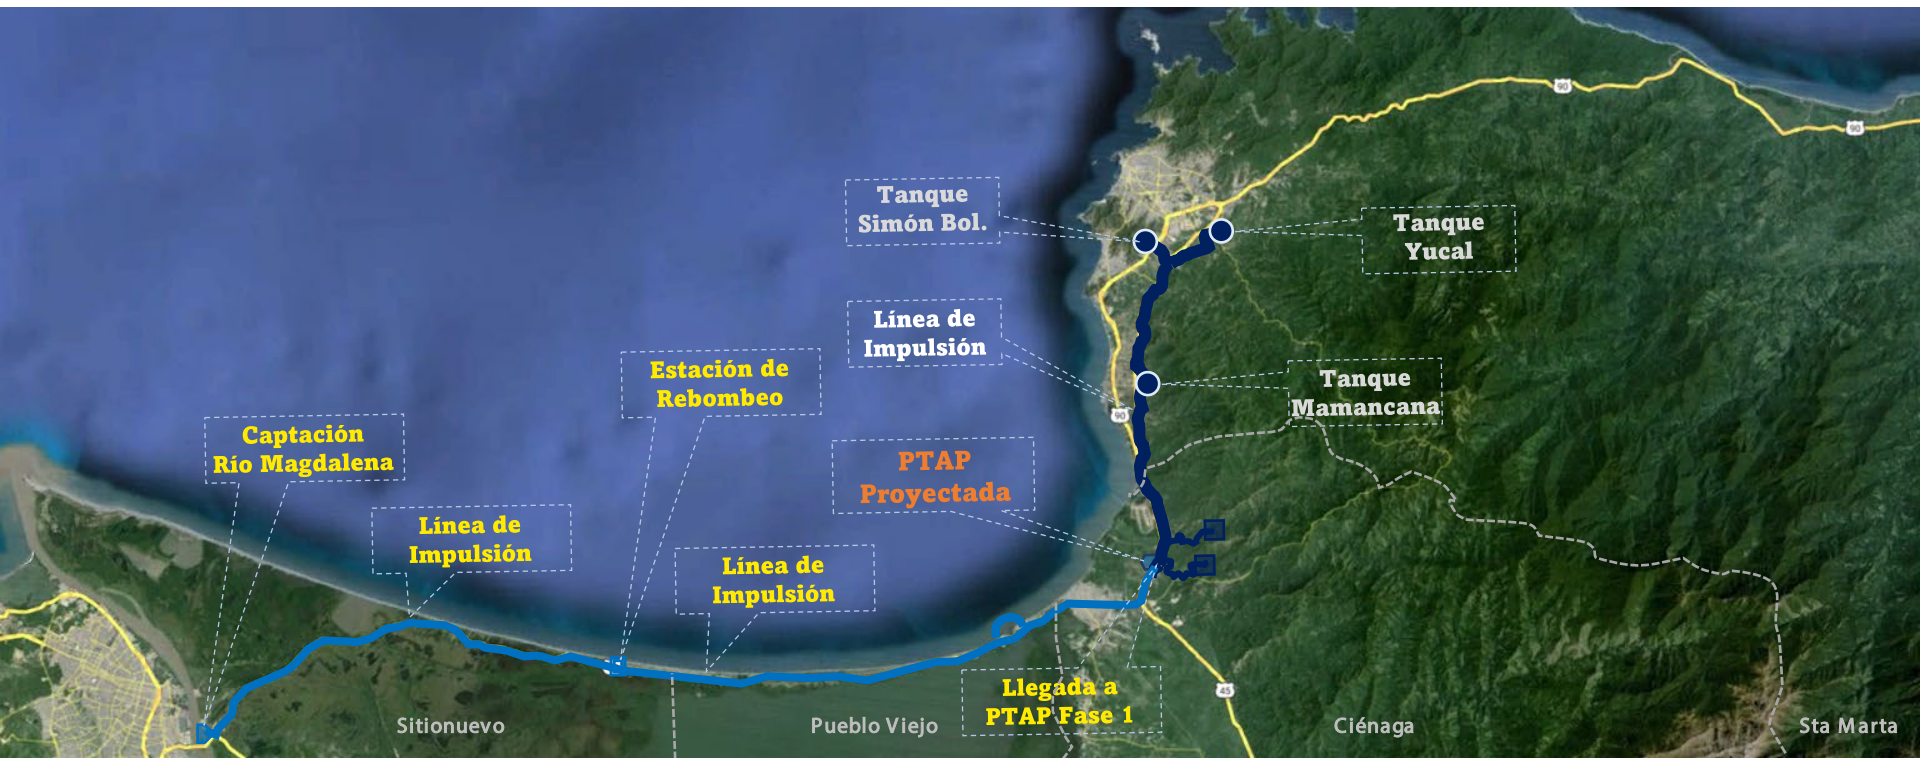 90
90
Tanque
Simón Bol.
Tanque
Yucal
Línea de
Impulsión
Estación de
Rebombeo
Tanque
Mamancana
90
Captación
Río Magdalena
PTAP
Proyectada
Línea de
Impulsión
Línea de
Impulsión
Llegada a
PTAP Fase 1
45
Sitionuevo
Pueblo Viejo
Ciénaga
Sta Marta